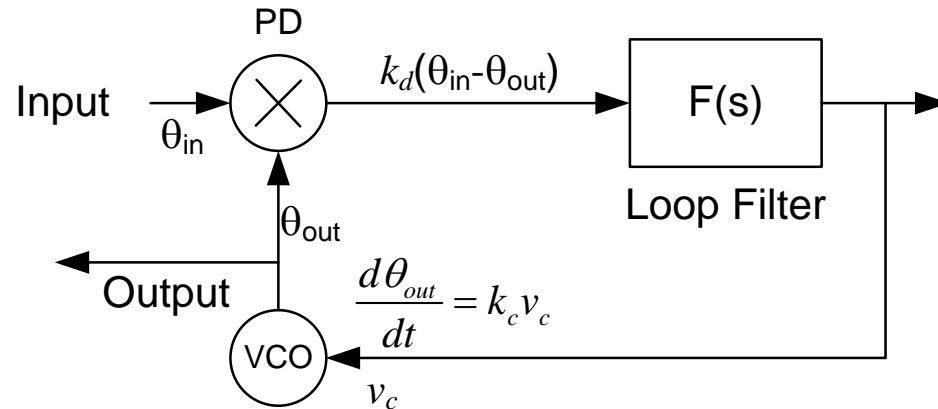 PD
Input
θin
kd(θin-θout)
F(s)
Loop Filter
θout
Output
dθout/dt = kcvc
VCO
vc